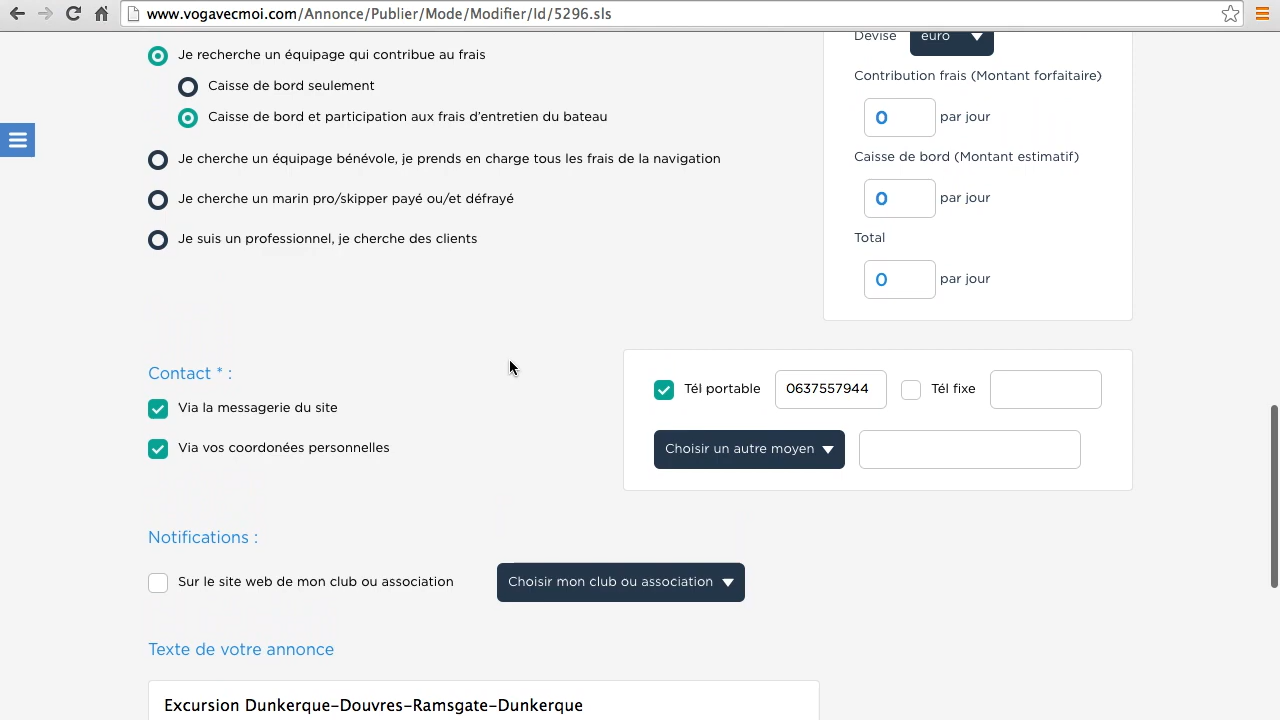 www.vogavecmoi.com/Annonce/Publier/Mode/Modifier/Id/5296.sls
Je recherche un équipage qui contribue au frais
Caisse de bord seulement
Caisse de bord et participation aux frais d'entretien du bateau
Je cherche un équipage bénévole, je prends en charge tous les frais de la navigation
Je cherche un marin pro/skipper payé ou/et défrayé
Je suis un professionnel, je cherche des clients
Devise euro
Contribution frais (Montant forfaitaire)
0 par jour
Caisse de bord (Montant estimatif)
0 par jour
Total
0 par jour
Contact * :
Via la messagerie du site
Via vos coordonées personnelles
Tél portable 0637557944 Tél fixe
Choisir un autre moyen
Notifications :
Sur le site web de mon club ou association Choisir mon club ou association
Texte de votre annonce
Excursion Dunkerque-Douvres-Ramsgate-Dunkerque